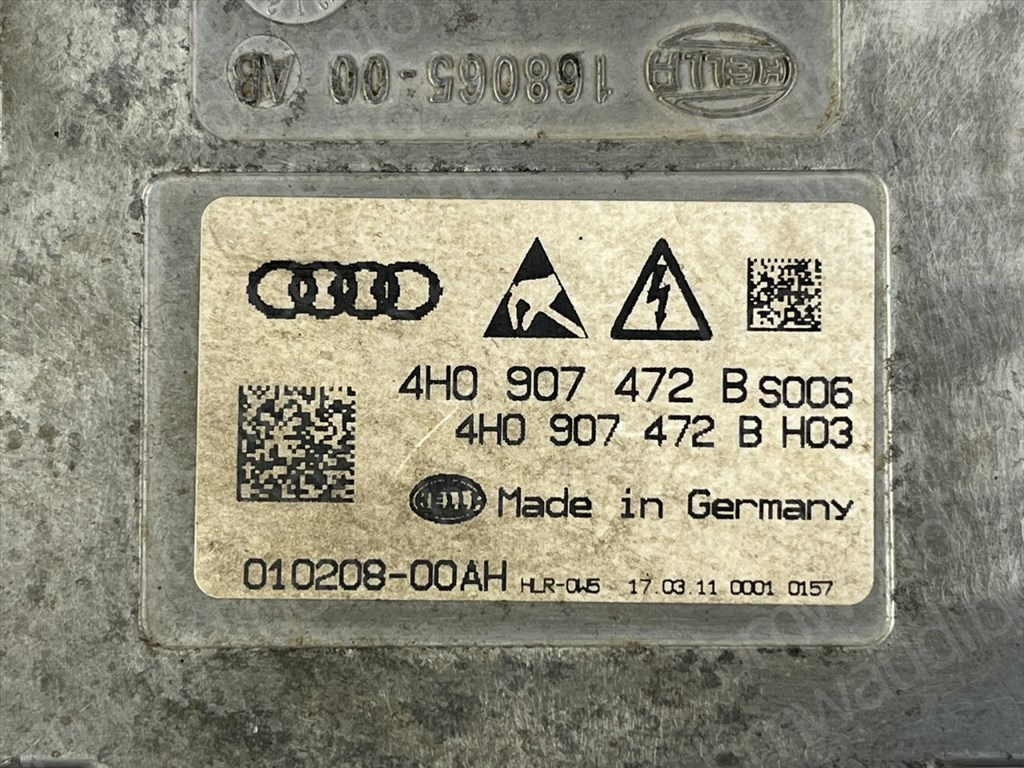 HELLA
168065-00 AB
4H0 907 472 B S006
4H0 907 472 B H03
HELLA Made in Germany
010208-00AH HLR-0W5 17.03.11 0001 0157